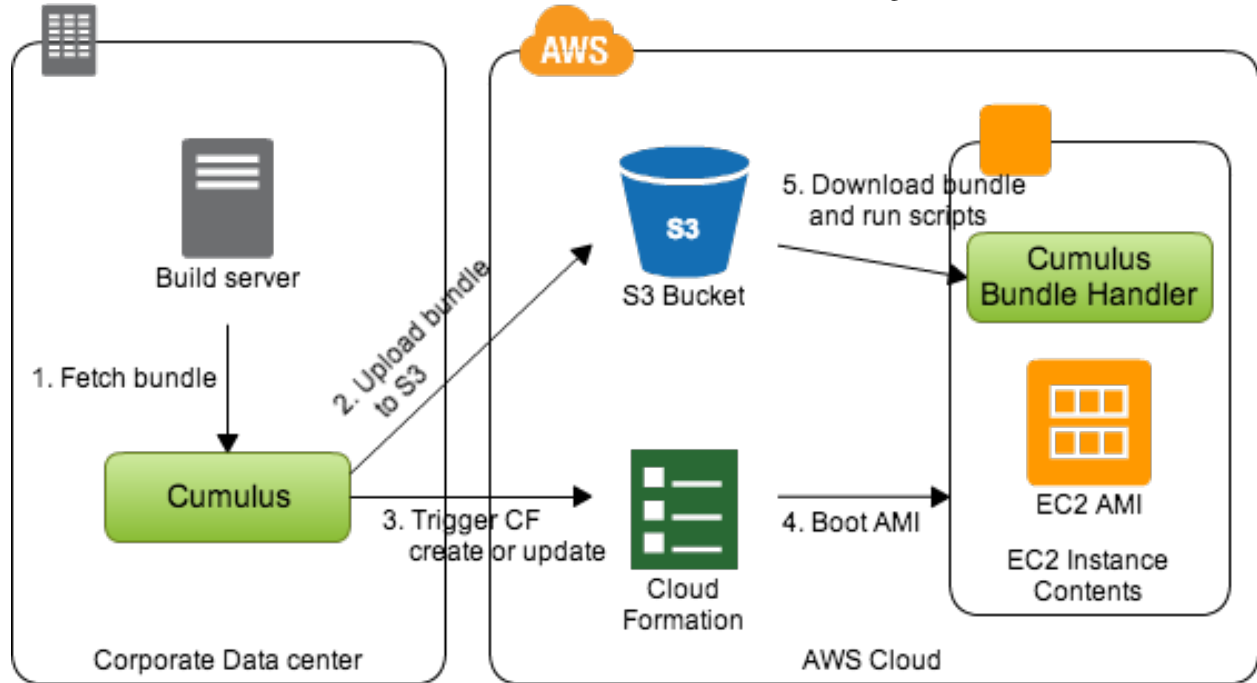 AWS
Build server
1. Fetch bundle
Cumulus
2. Upload bundle
to S3
3. Trigger CF
create or update
S3
S3 Bucket
Cloud
Formation
4. Boot AMI
5. Download bundle
and run scripts
Cumulus
Bundle Handler
EC2 AMI
EC2 Instance
Contents
Corporate Data center
AWS Cloud